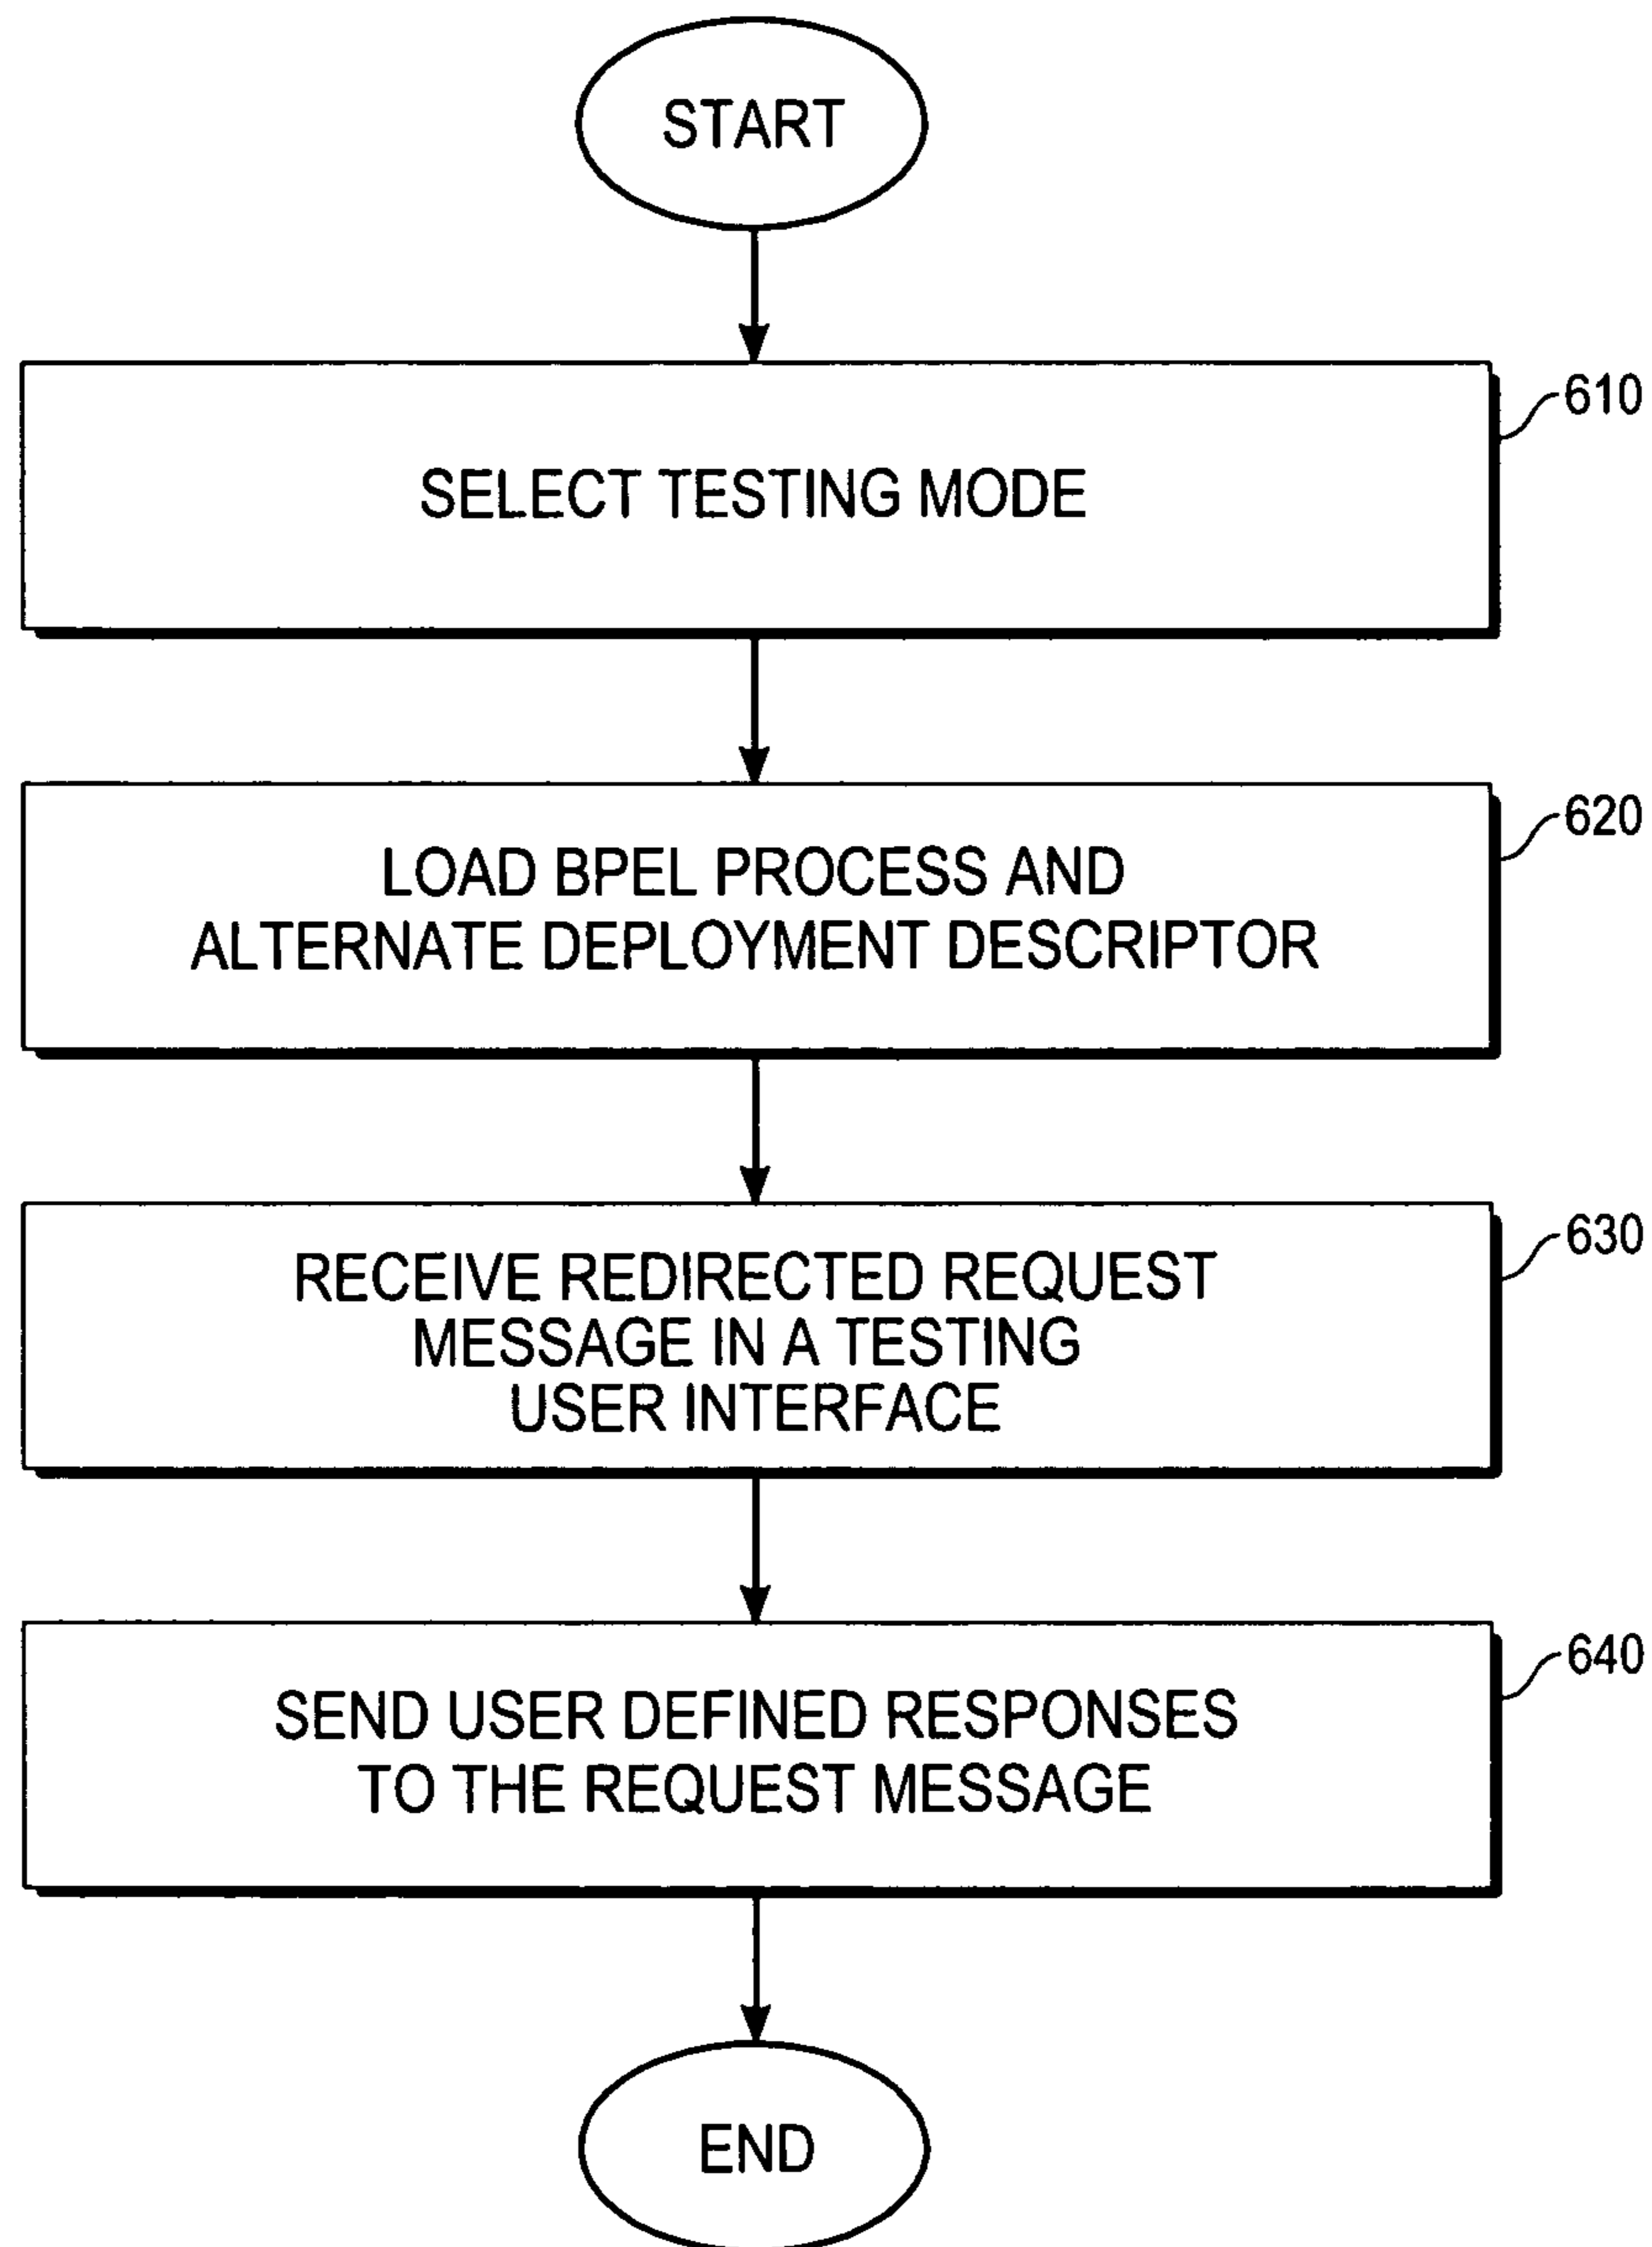 START
610
SELECT TESTING MODE
620
LOAD BPEL PROCESS AND
ALTERNATE DEPLOYMENT DESCRIPTOR
630
RECEIVE REDIRECTED REQUEST
MESSAGE IN A TESTING
USER INTERFACE
640
SEND USER DEFINED RESPONSES
TO THE REQUEST MESSAGE
END